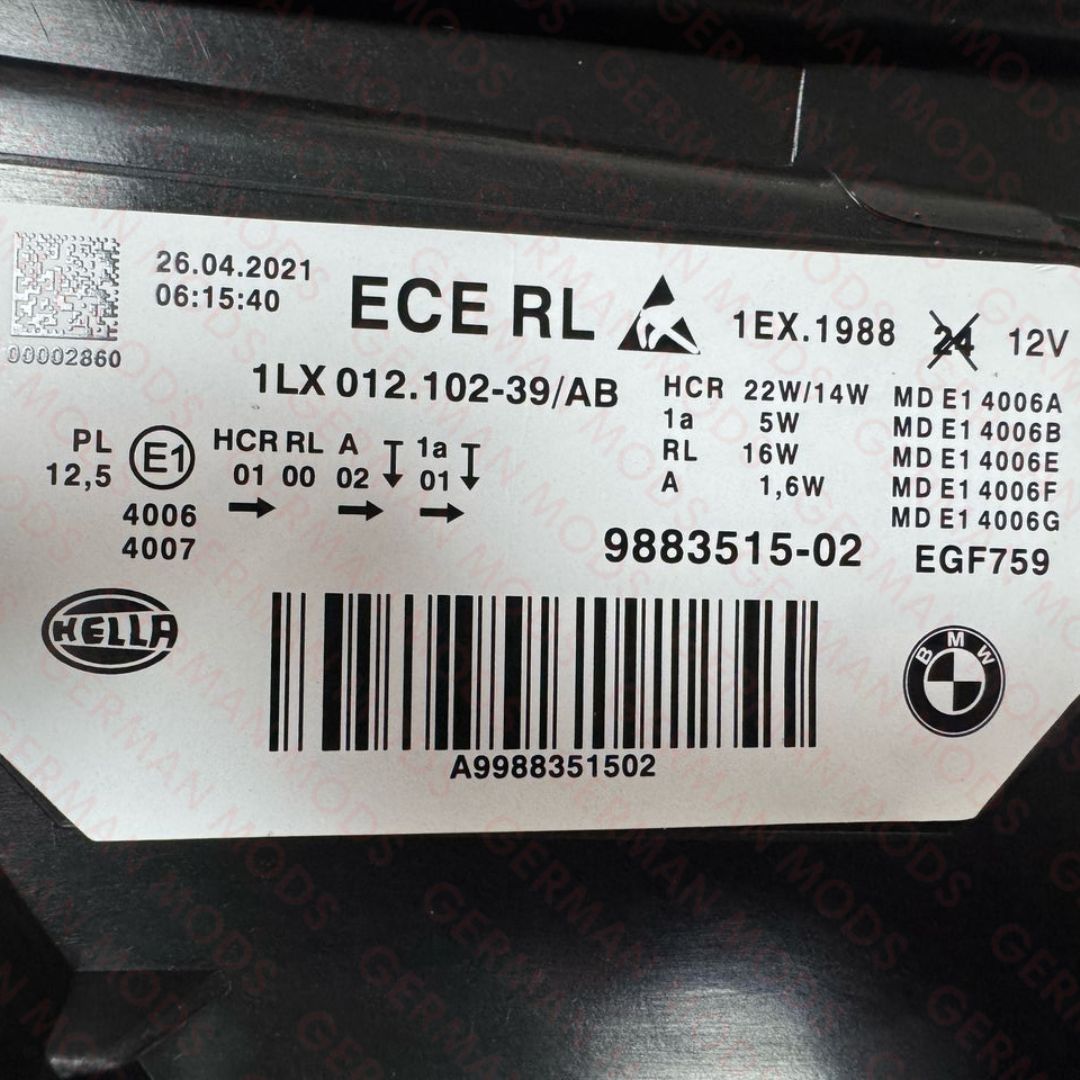 26.04.2021
06:15:40
00002860
ECE RL
1EX.1988 24 12V
1LX 012.102-39/AB
HCR 22W/14W
1a 5W
RL 16W
A 1,6W
MD E1 4006A
MD E1 4006B
MD E1 4006E
MD E1 4006F
MD E1 4006G
PL E1 HCR RL A 1a
12,5 01 00 02 01
4006
4007
9883515-02 EGF759
HELLA
BMW
A9988351502
GERMAN MODS